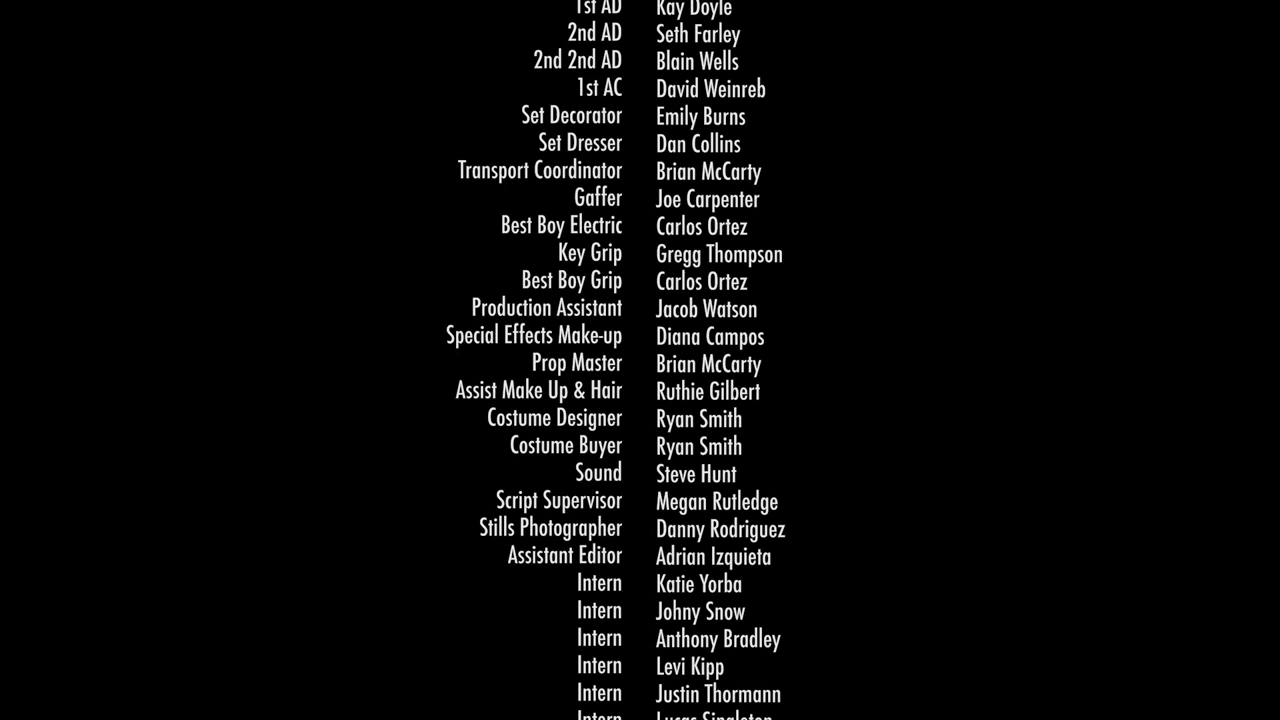 1st AD Kay Doyle
2nd AD Seth Farley
2nd 2nd AD Blain Wells
1st AC David Weinreb
Set Decorator Emily Burns
Set Dresser Dan Collins
Transport Coordinator Brian McCarty
Gaffer Joe Carpenter
Best Boy Electric Carlos Ortez
Key Grip Gregg Thompson
Best Boy Grip Carlos Ortez
Production Assistant Jacob Watson
Special Effects Make-up Diana Campos
Prop Master Brian McCarty
Assist Make Up & Hair Ruthie Gilbert
Costume Designer Ryan Smith
Costume Buyer Ryan Smith
Sound Steve Hunt
Script Supervisor Megan Rutledge
Stills Photographer Danny Rodriguez
Assistant Editor Adrian Izquieta
Intern Katie Yorba
Intern Johny Snow
Intern Anthony Bradley
Intern Levi Kipp
Intern Justin Thormann
Intern Lucas Singleton